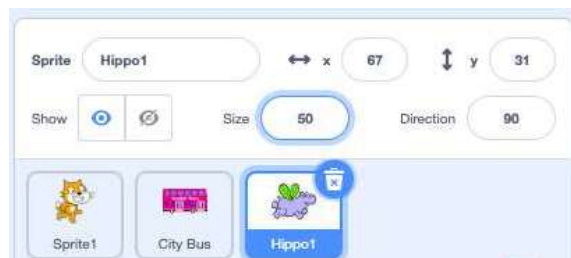 Sprite Hippo1 x 67 y 31
Show Size 50 Direction 90
Sprite1 City Bus Hippo1